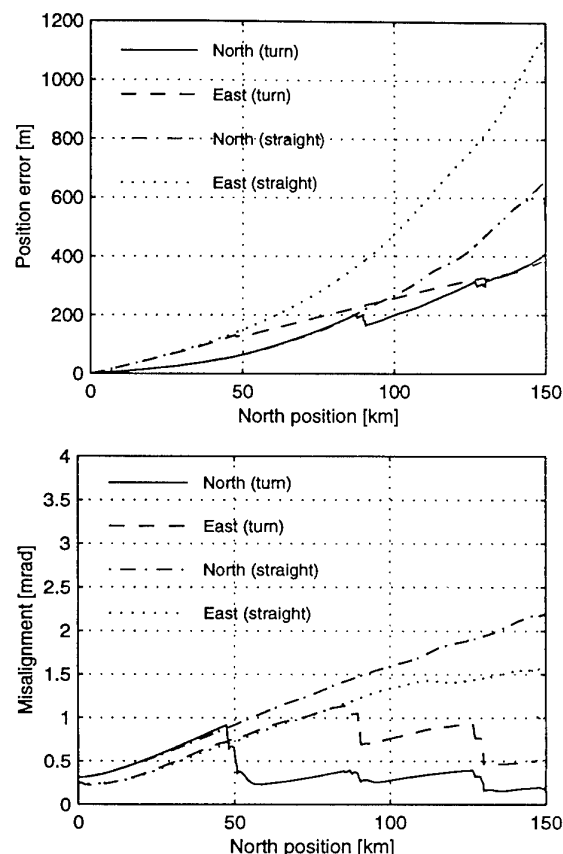 1200
1000
800
600
400
200
0
Position error [m]
North (turn)
East (turn)
North (straight)
East (straight)
0
50
100
150
North position [km]
4
3.5
3
2.5
2
1.5
1
0.5
0
Misalignment [mrad]
North (turn)
East (turn)
North (straight)
East (straight)
0
50
100
150
North position [km]